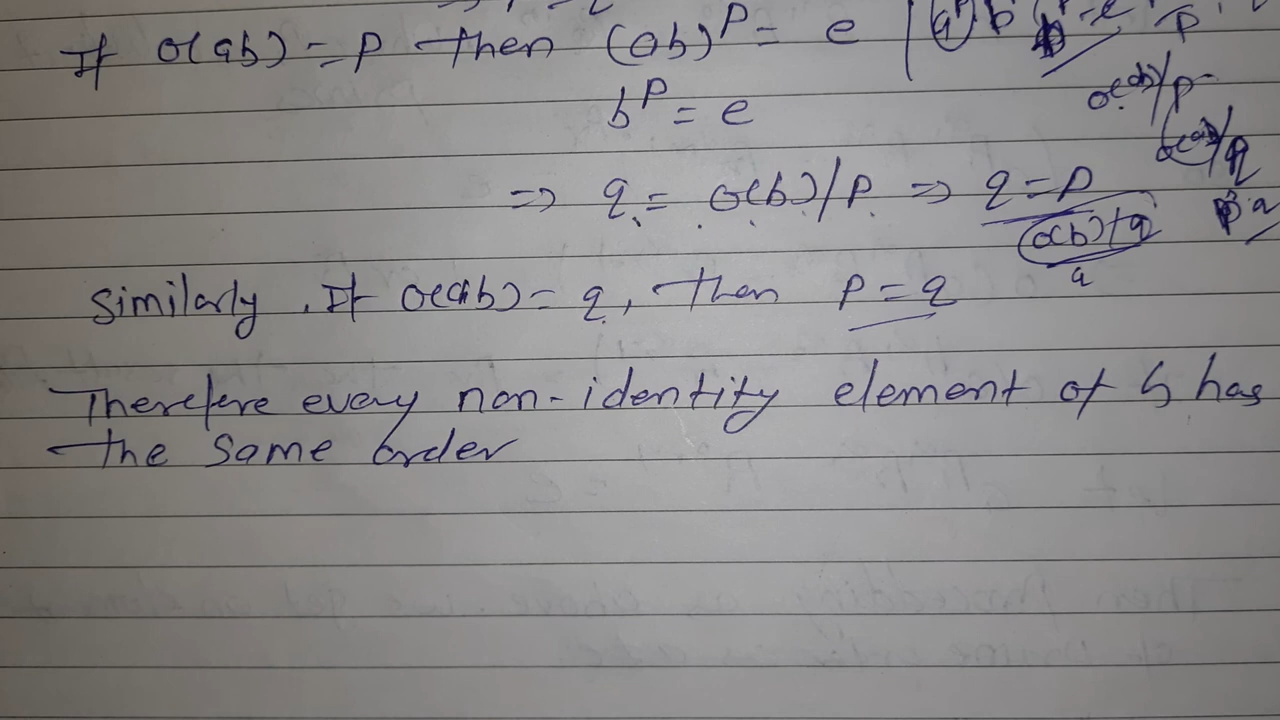 If o(ab) = p then (ab)^p = e
b^p = e
=> q = o(b)/p => q = p
o(b)/q
Similarly, If o(ab) = q, then p = q
Therefore every non-identity element of G has
the same order